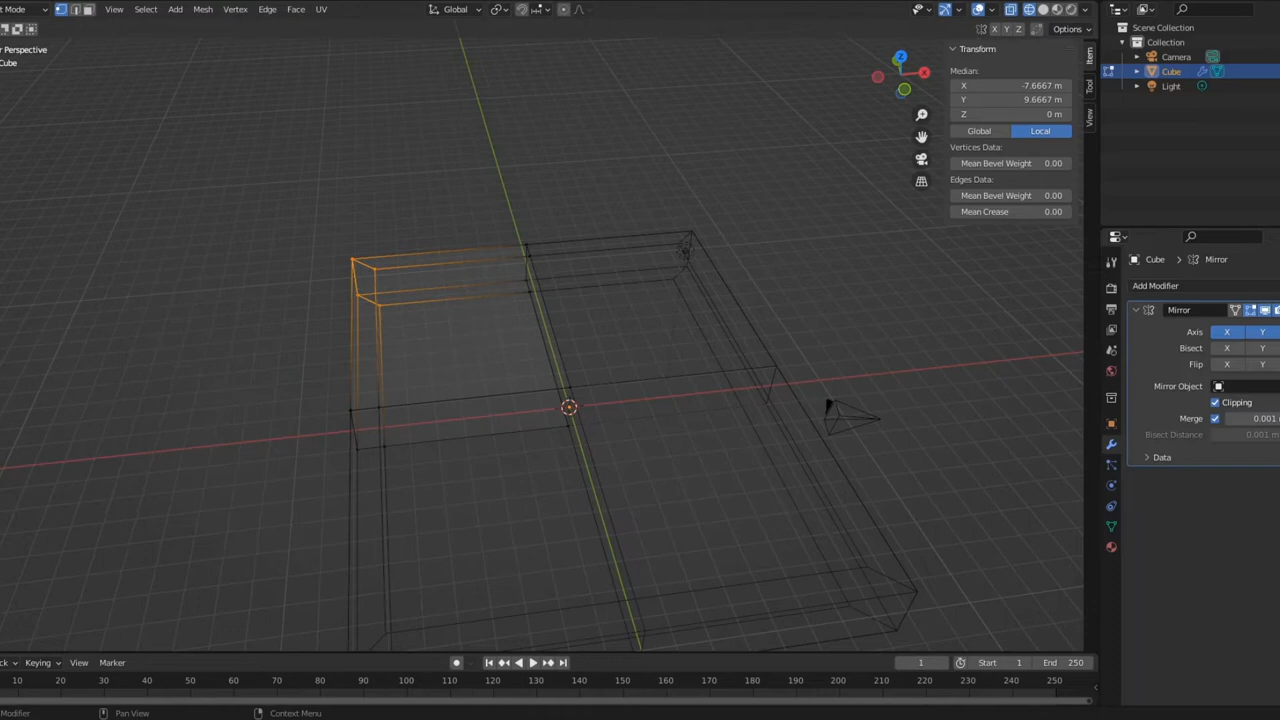 t Mode View Select Add Mesh Vertex Edge Face UV Global
X Y Z Options
r Perspective
Cube
Transform
Median:
X -7.6667 m
Y 9.6667 m
Z 0 m
Global Local
Vertices Data:
Mean Bevel Weight 0.00
Edges Data:
Mean Bevel Weight 0.00
Mean Crease 0.00
Item
Tool
View
Z
X
Scene Collection
Collection
Camera
Cube
Light
Cube > Mirror
Add Modifier
Mirror
Axis X Y
Bisect X Y
Flip X Y
Mirror Object
Clipping
Merge 0.001
Bisect Distance 0.001 m
Data
ck Keying View Marker 1 Start 1 End 250
10 20 30 40 50 60 70 80 90 100 110 120 130 140 150 160 170 180 190 200 210 220 230 240 250
Modifier Pan View Context Menu